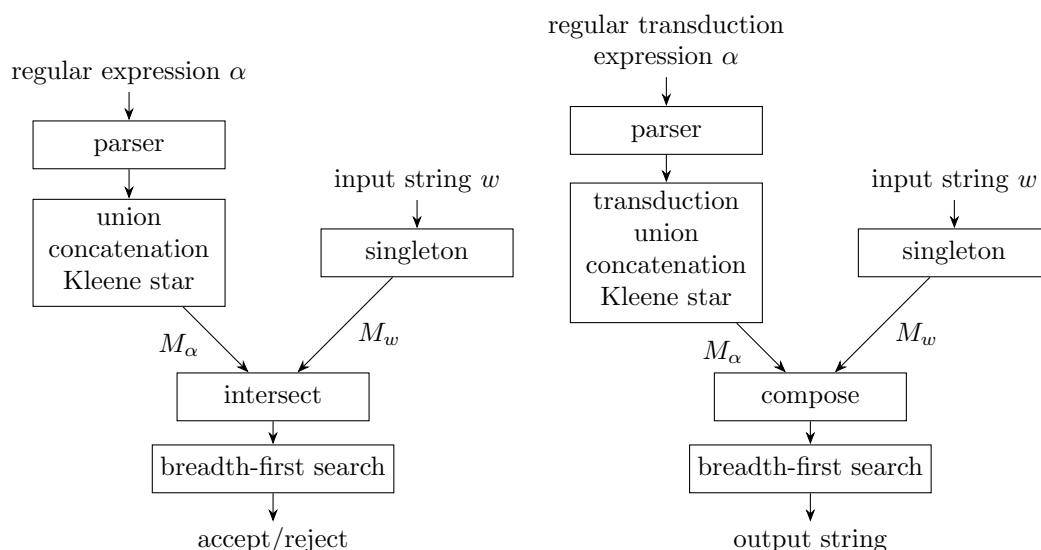 regular expression α
parser
union
concatenation
Kleene star
input string w
singleton
M_α
M_w
intersect
breadth-first search
accept/reject
regular transduction
expression α
parser
transduction
union
concatenation
Kleene star
input string w
singleton
M_α
M_w
compose
breadth-first search
output string